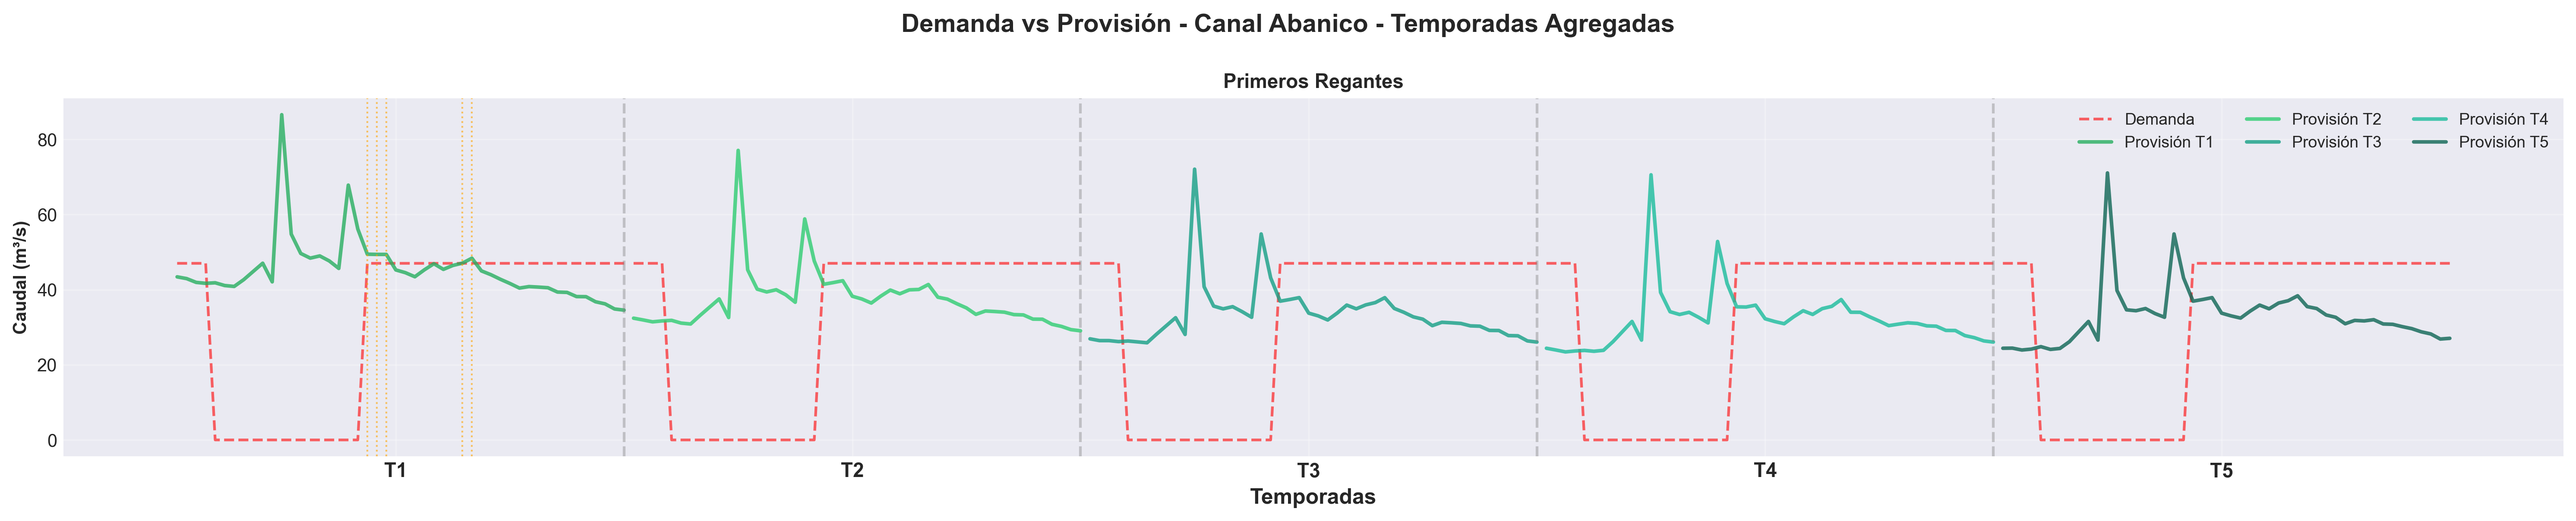 Demanda vs Provisión - Canal Abanico - Temporadas Agregadas
Primeros Regantes
Caudal (m³/s)
80
60
40
20
0
Demanda
Provisión T1
Provisión T2
Provisión T3
Provisión T4
Provisión T5
T1
T2
T3
T4
T5
Temporadas